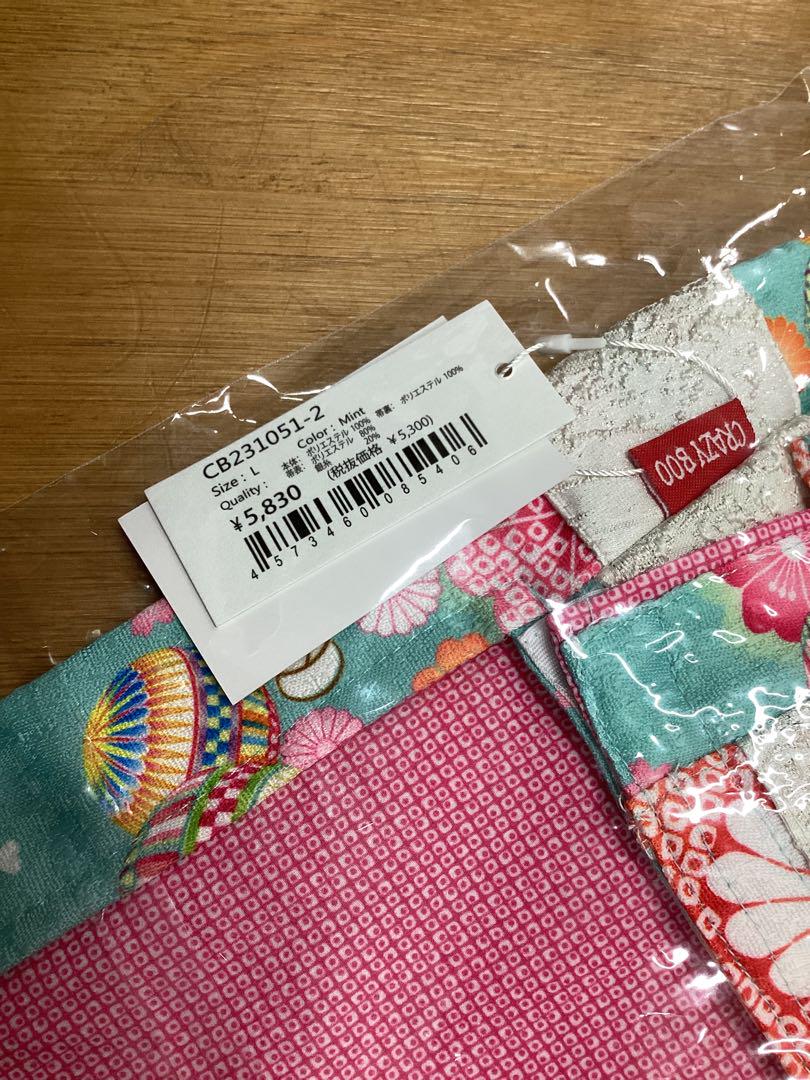 CB231051-2
Size : L Color : Mint
Quality : 本体: ポリエステル 100% 帯裏: ポリエステル 100%
帯表: ポリエステル 80%
銀糸 20%
¥5,830 (税抜価格 ¥5,300)
4573460085406
CRAZYBOO